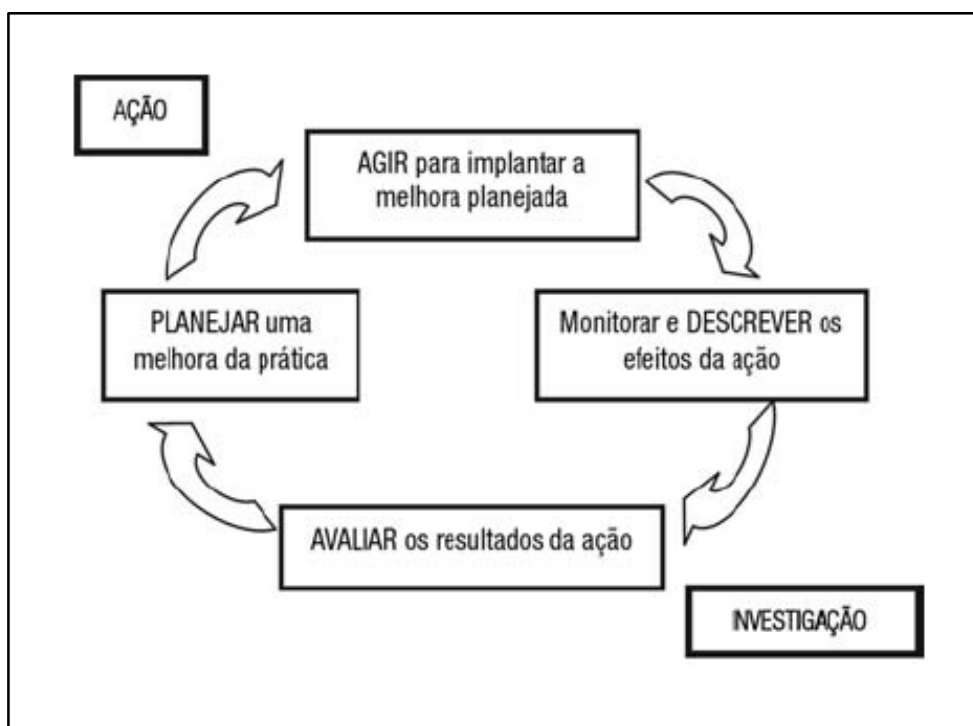 AÇÃO
AGIR para implantar a
melhora planejada
PLANEJAR uma
melhora da prática
Monitorar e DESCREVER os
efeitos da ação
AVALIAR os resultados da ação
INVESTIGAÇÃO